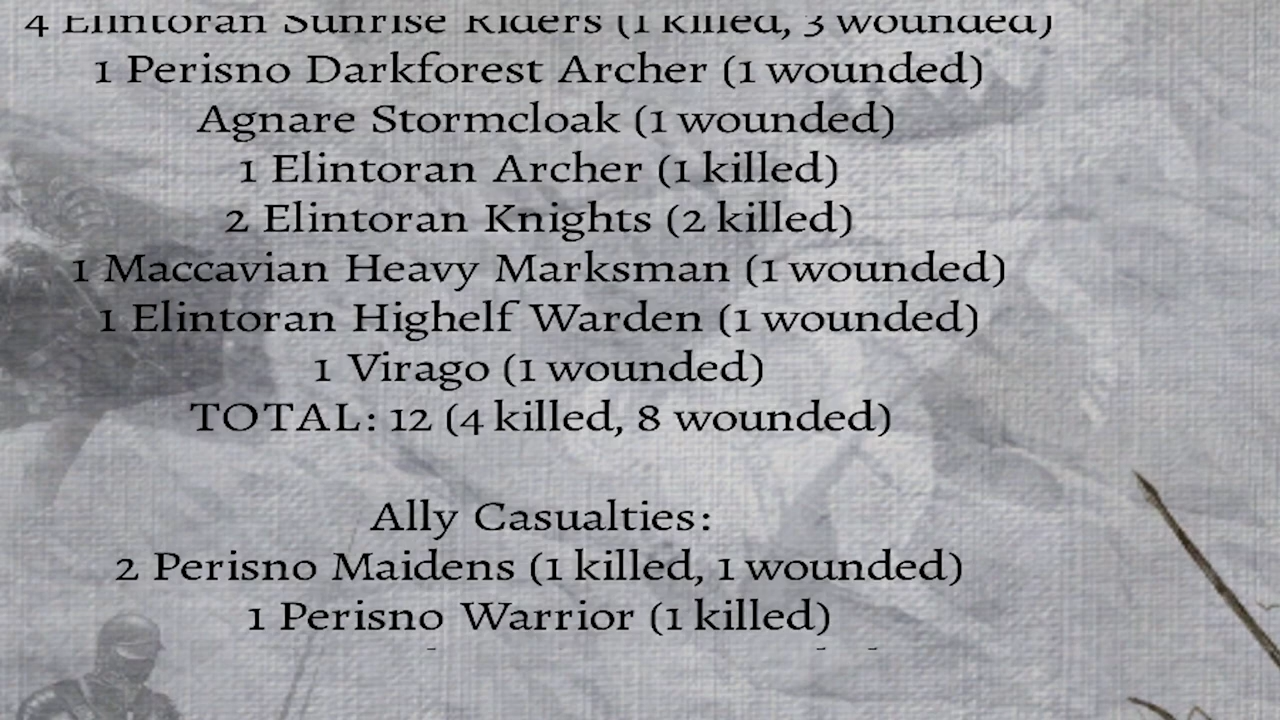 4 Elintoran Sunrise Riders (1 killed, 3 wounded)
1 Perisno Darkforest Archer (1 wounded)
Agnare Stormcloak (1 wounded)
1 Elintoran Archer (1 killed)
2 Elintoran Knights (2 killed)
1 Maccavian Heavy Marksman (1 wounded)
1 Elintoran Highelf Warden (1 wounded)
1 Virago (1 wounded)
TOTAL: 12 (4 killed, 8 wounded)
Ally Casualties:
2 Perisno Maidens (1 killed, 1 wounded)
1 Perisno Warrior (1 killed)